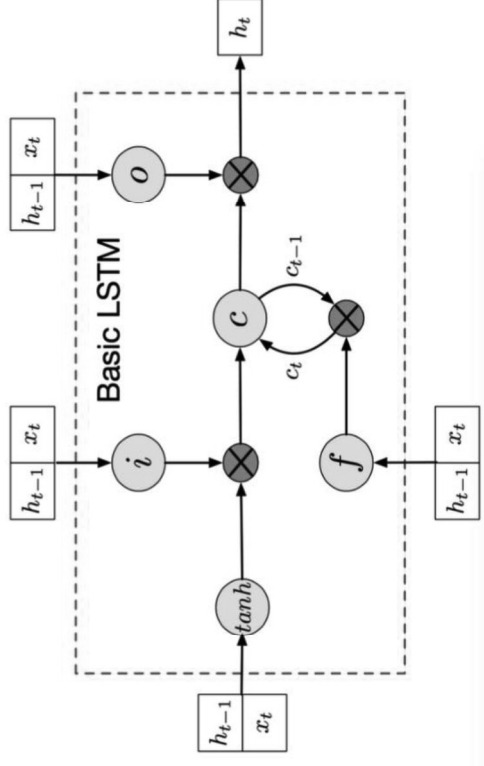 h_{t-1} x_t
h_{t-1} x_t
Basic LSTM
i
o
h_{t-1}
x_t
tanh
c
h_t
c_t
c_{t-1}
f
h_{t-1} x_t